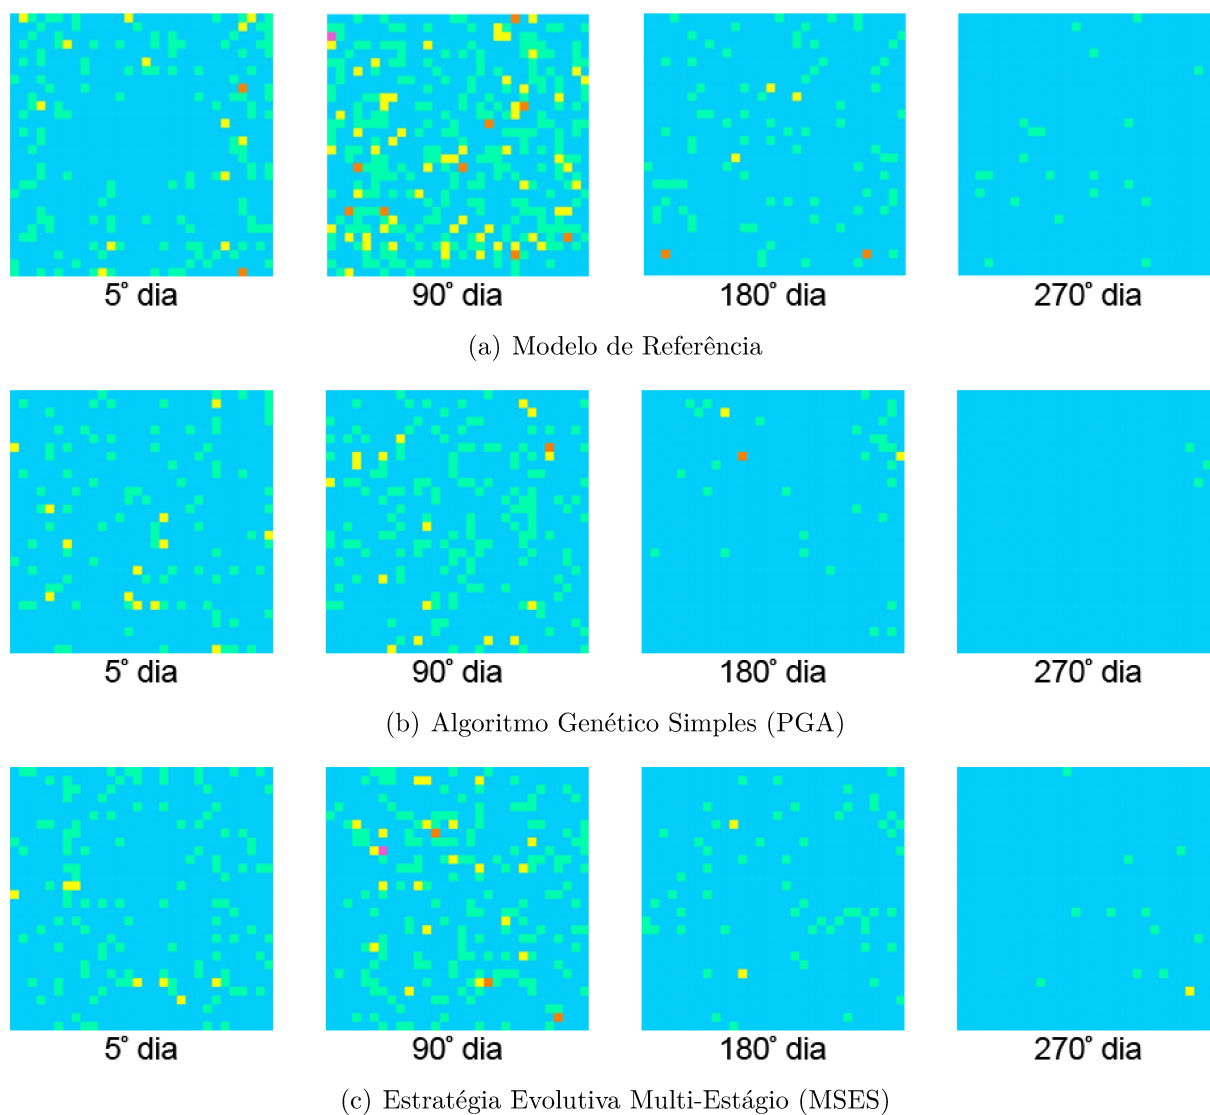 5° dia 90° dia 180° dia 270° dia
(a) Modelo de Referência
5° dia 90° dia 180° dia 270° dia
(b) Algoritmo Genético Simples (PGA)
5° dia 90° dia 180° dia 270° dia
(c) Estratégia Evolutiva Multi-Estágio (MSES)